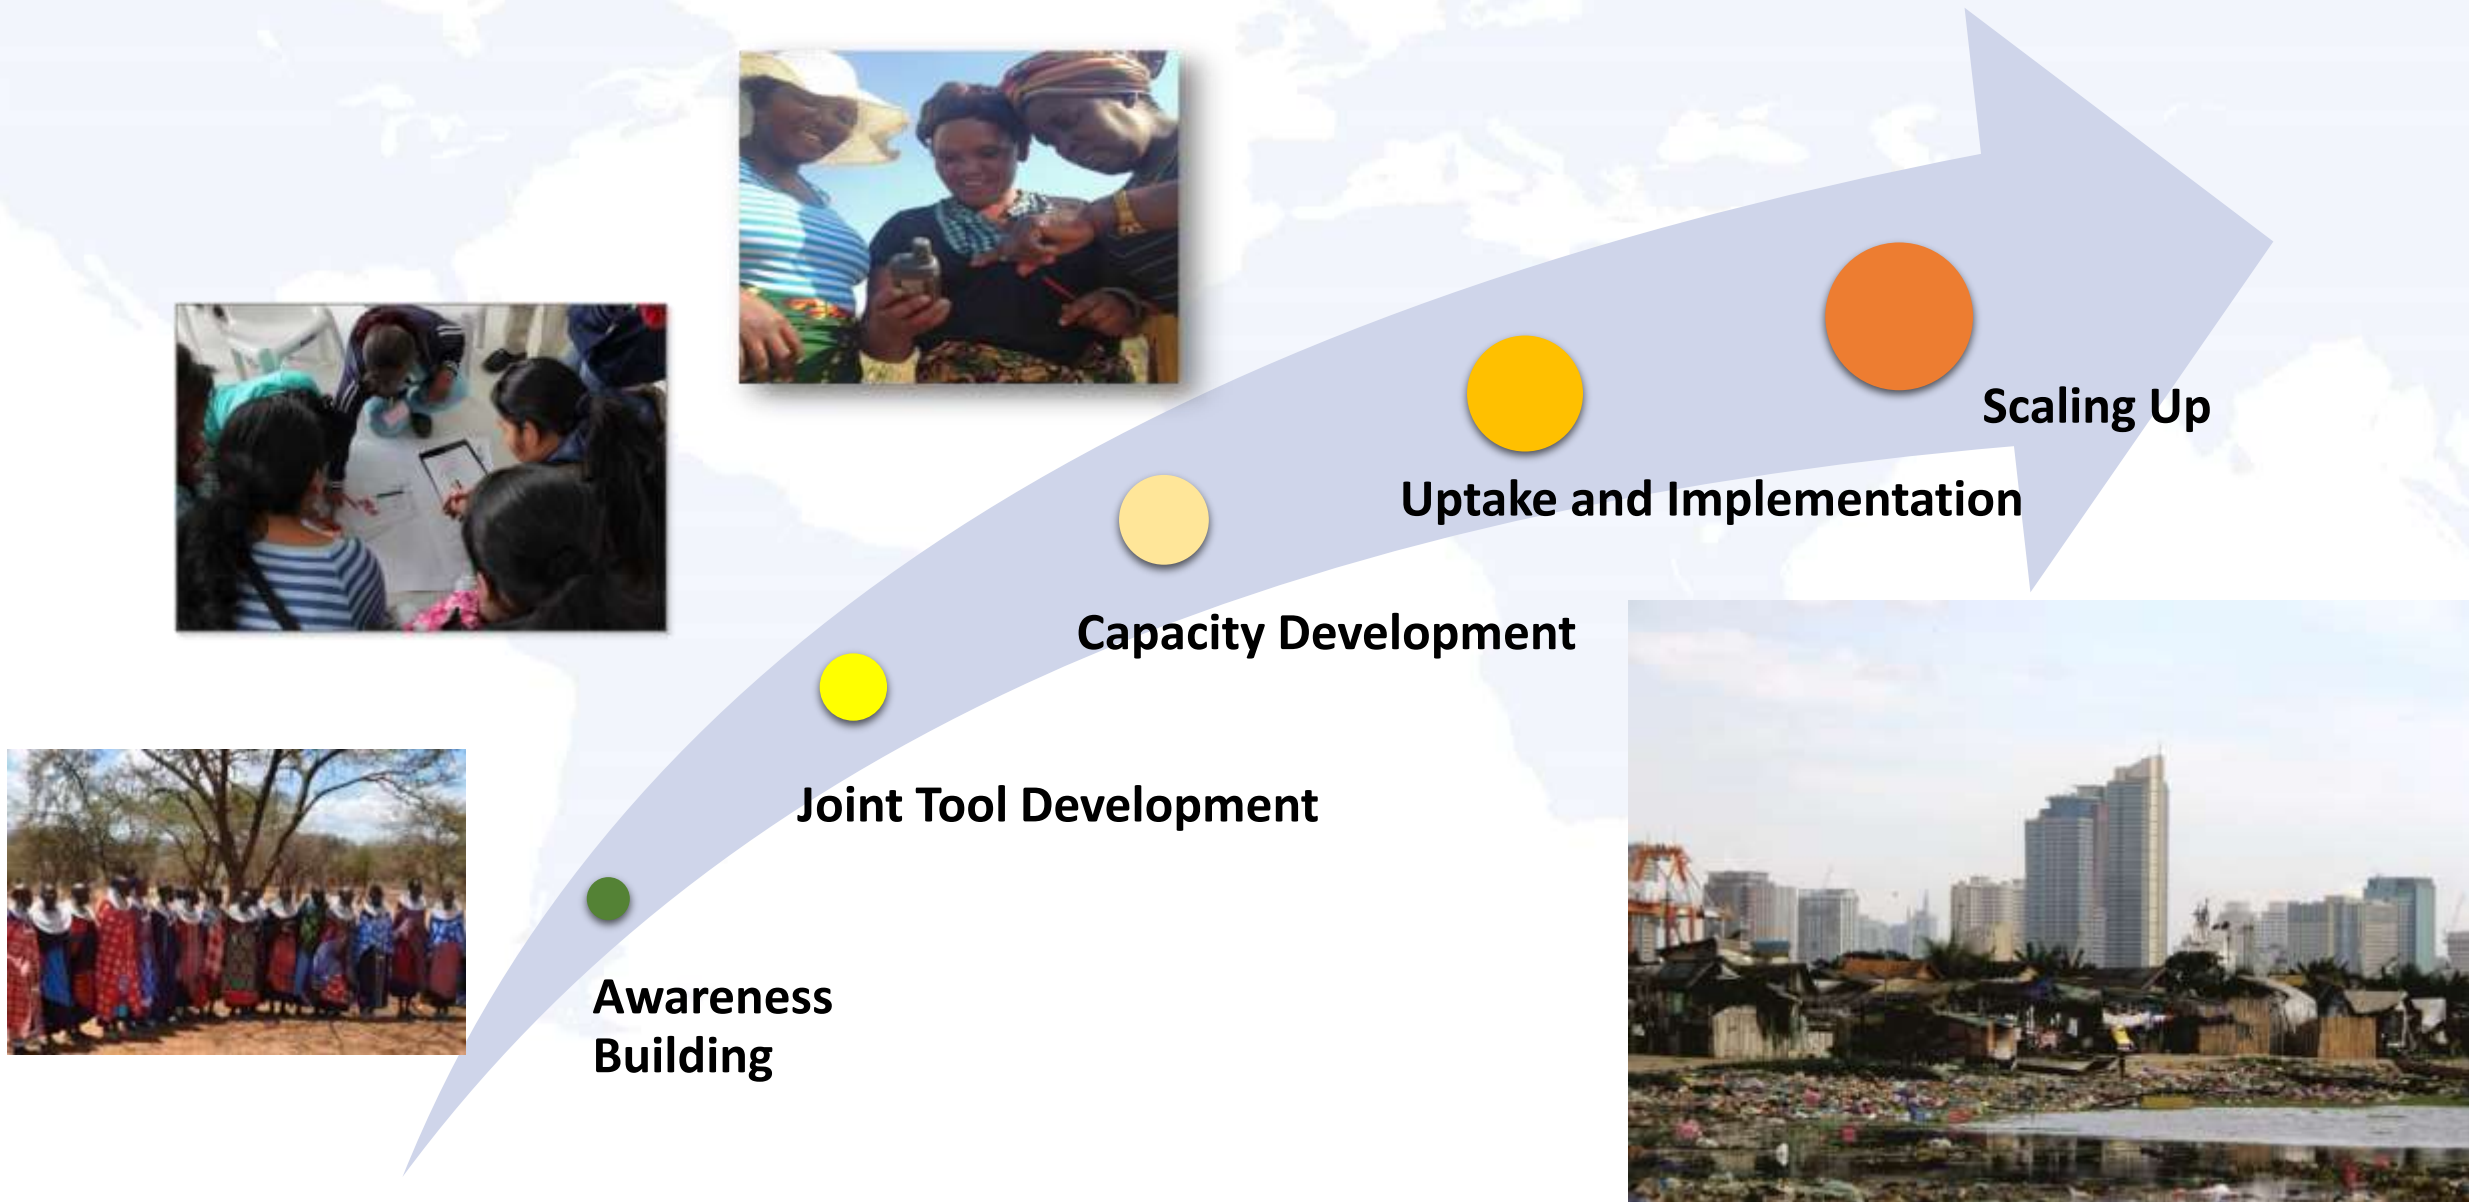 Scaling Up
Uptake and Implementation
Capacity Development
Joint Tool Development
Awareness
Building